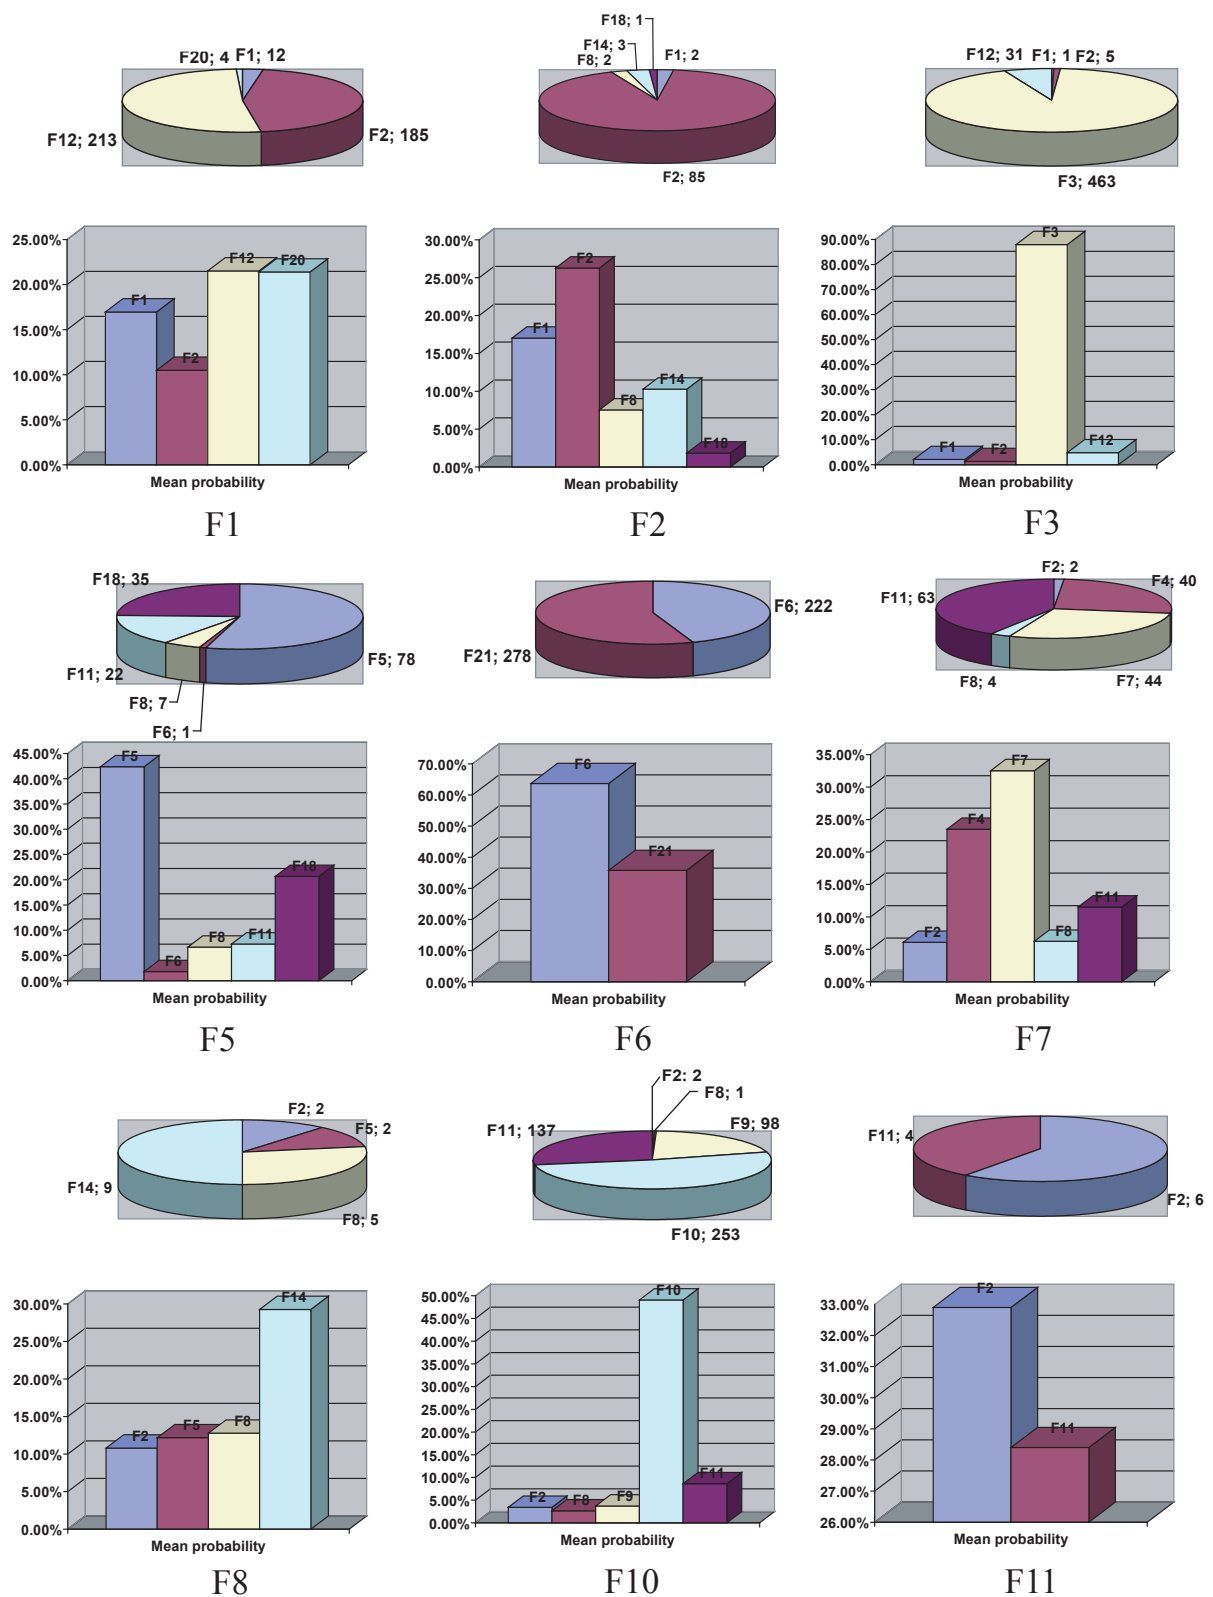 F20; 4 F1; 12
F12; 213
F2; 185
F18; 1
F14; 3
F8; 2
F1; 2
F2; 85
F12; 31 F1; 1 F2; 5
F3; 463
25.00%
20.00%
15.00%
10.00%
5.00%
0.00%
F1
F2
F12
F20
Mean probability
F1
30.00%
25.00%
20.00%
15.00%
10.00%
5.00%
0.00%
F1
F2
F8
F14
F18
Mean probability
F2
90.00%
80.00%
70.00%
60.00%
50.00%
40.00%
30.00%
20.00%
10.00%
0.00%
F1
F2
F3
F12
Mean probability
F3
F18; 35
F11; 22
F8; 7
F6; 1
F5; 78
F6; 222
F21; 278
F2; 2
F4; 40
F11; 63
F8; 4
F7; 44
45.00%
40.00%
35.00%
30.00%
25.00%
20.00%
15.00%
10.00%
5.00%
0.00%
F5
F6
F8
F11
F18
Mean probability
F5
70.00%
60.00%
50.00%
40.00%
30.00%
20.00%
10.00%
0.00%
F6
F21
Mean probability
F6
35.00%
30.00%
25.00%
20.00%
15.00%
10.00%
5.00%
0.00%
F2
F4
F7
F8
F11
Mean probability
F7
F2; 2
F5; 2
F14; 9
F8; 5
F2: 2
F8; 1
F9; 98
F11; 137
F10; 253
F11; 4
F2; 6
30.00%
25.00%
20.00%
15.00%
10.00%
5.00%
0.00%
F2
F5
F8
F14
Mean probability
F8
50.00%
45.00%
40.00%
35.00%
30.00%
25.00%
20.00%
15.00%
10.00%
5.00%
0.00%
F2
F8
F9
F10
F11
Mean probability
F10
33.00%
32.00%
31.00%
30.00%
29.00%
28.00%
27.00%
26.00%
F2
F11
Mean probability
F11